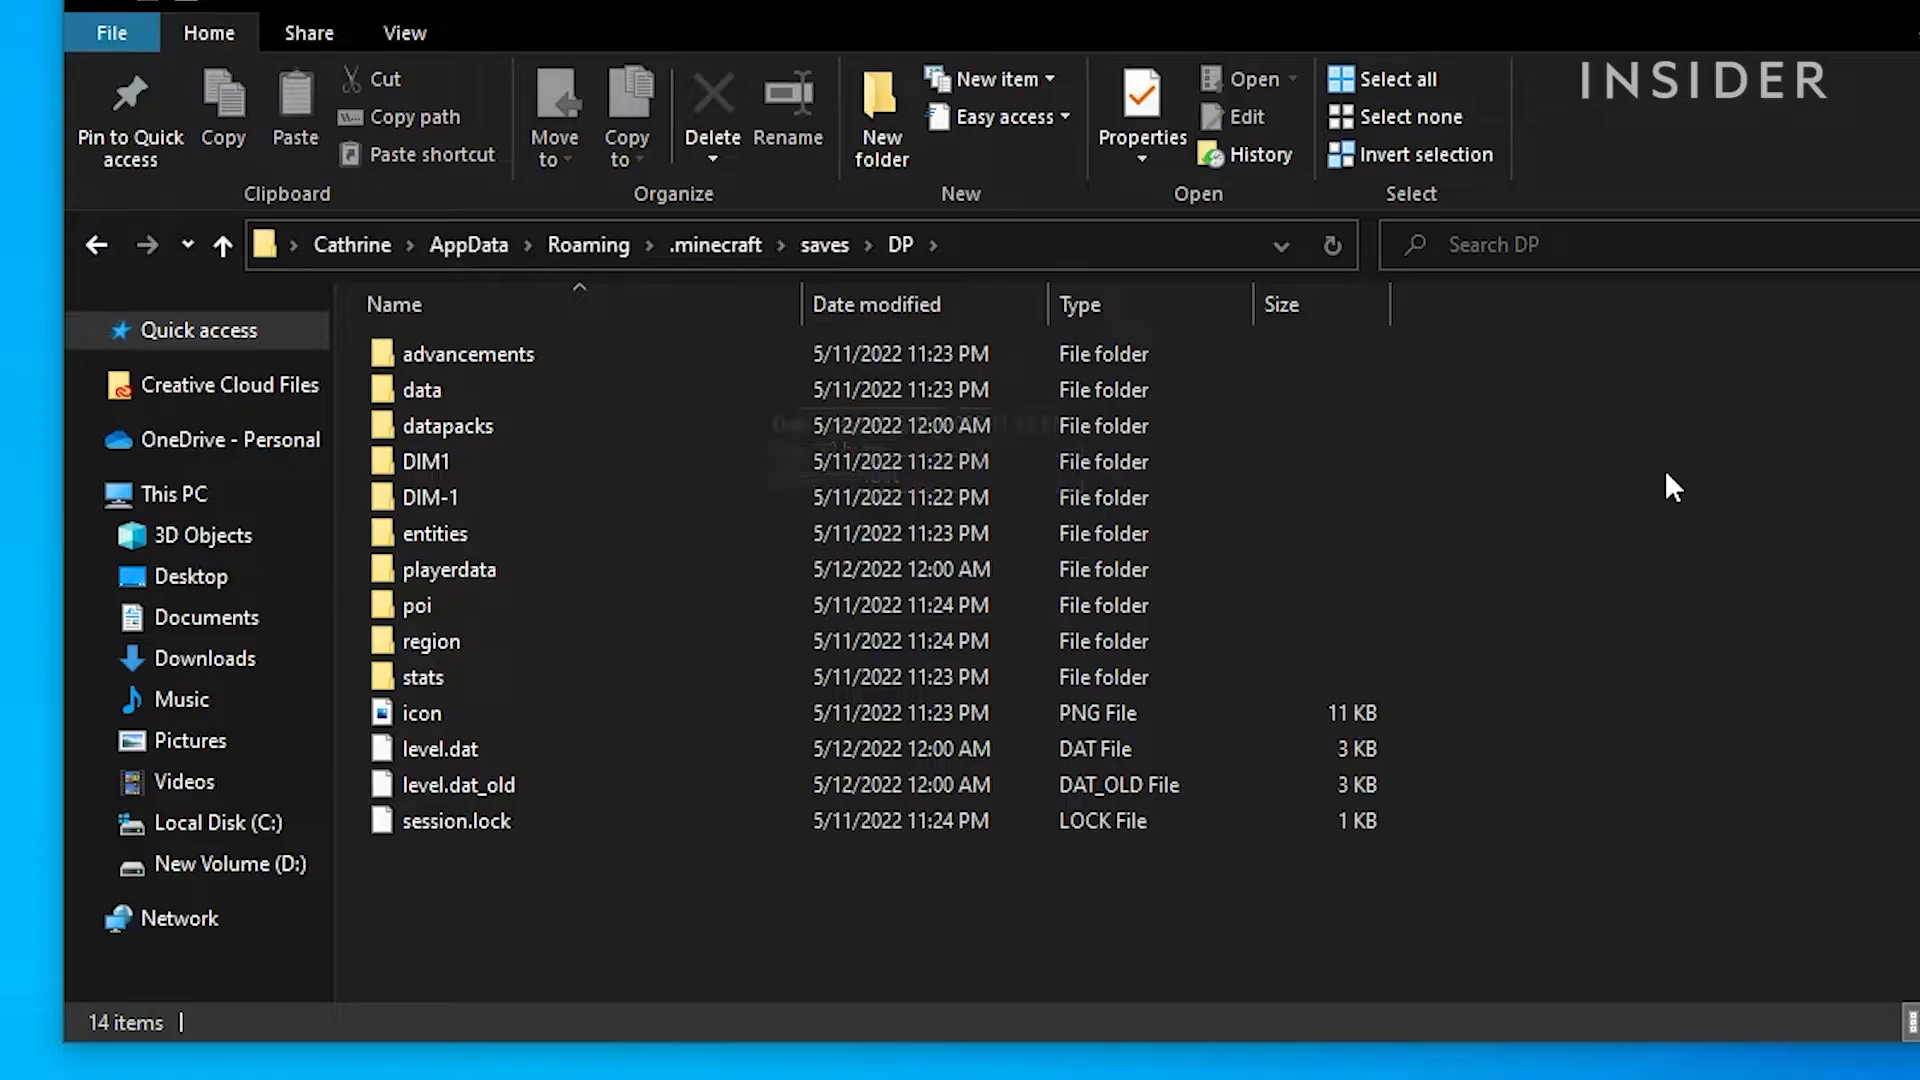 File Home Share View
INSIDER
Pin to Quick access
Copy
Paste
Cut
Copy path
Paste shortcut
Clipboard
Move to
Copy to
Delete
Rename
Organize
New folder
New item
Easy access
New
Properties
Open
Edit
History
Open
Select all
Select none
Invert selection
Select
Cathrine AppData Roaming .minecraft saves DP
Search DP
Quick access
Creative Cloud Files
OneDrive - Personal
This PC
3D Objects
Desktop
Documents
Downloads
Music
Pictures
Videos
Local Disk (C:)
New Volume (D:)
Network
Name Date modified Type Size
advancements 5/11/2022 11:23 PM File folder
data 5/11/2022 11:23 PM File folder
datapacks 5/12/2022 12:00 AM File folder
DIM1 5/11/2022 11:22 PM File folder
DIM-1 5/11/2022 11:22 PM File folder
entities 5/11/2022 11:23 PM File folder
playerdata 5/12/2022 12:00 AM File folder
poi 5/11/2022 11:24 PM File folder
region 5/11/2022 11:24 PM File folder
stats 5/11/2022 11:23 PM File folder
icon 5/11/2022 11:23 PM PNG File 11 KB
level.dat 5/12/2022 12:00 AM DAT File 3 KB
level.dat_old 5/12/2022 12:00 AM DAT_OLD File 3 KB
session.lock 5/11/2022 11:24 PM LOCK File 1 KB
14 items